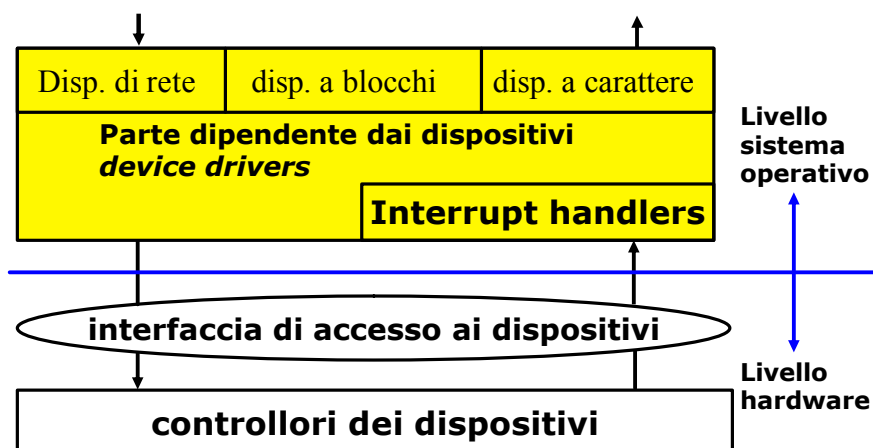 Disp. di rete
disp. a blocchi
disp. a carattere
Parte dipendente dai dispositivi
device drivers
Interrupt handlers
Livello
sistema
operativo
interfaccia di accesso ai dispositivi
Livello
hardware
controllori dei dispositivi